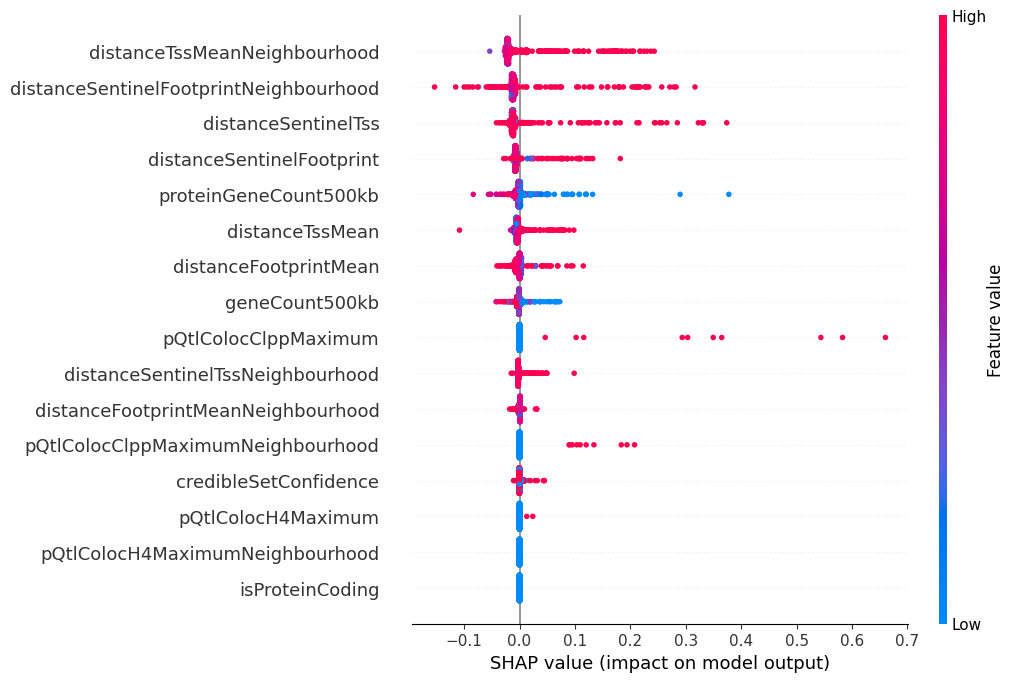 High
distanceTssMeanNeighbourhood
distanceSentinelFootprintNeighbourhood
distanceSentinelTss
distanceSentinelFootprint
proteinGeneCount500kb
distanceTssMean
distanceFootprintMean
geneCount500kb
pQtlColocClppMaximum
distanceSentinelTssNeighbourhood
distanceFootprintMeanNeighbourhood
pQtlColocClppMaximumNeighbourhood
credibleSetConfidence
pQtlColocH4Maximum
pQtlColocH4MaximumNeighbourhood
isProteinCoding
Feature value
Low
−0.1 0.0 0.1 0.2 0.3 0.4 0.5 0.6 0.7
SHAP value (impact on model output)